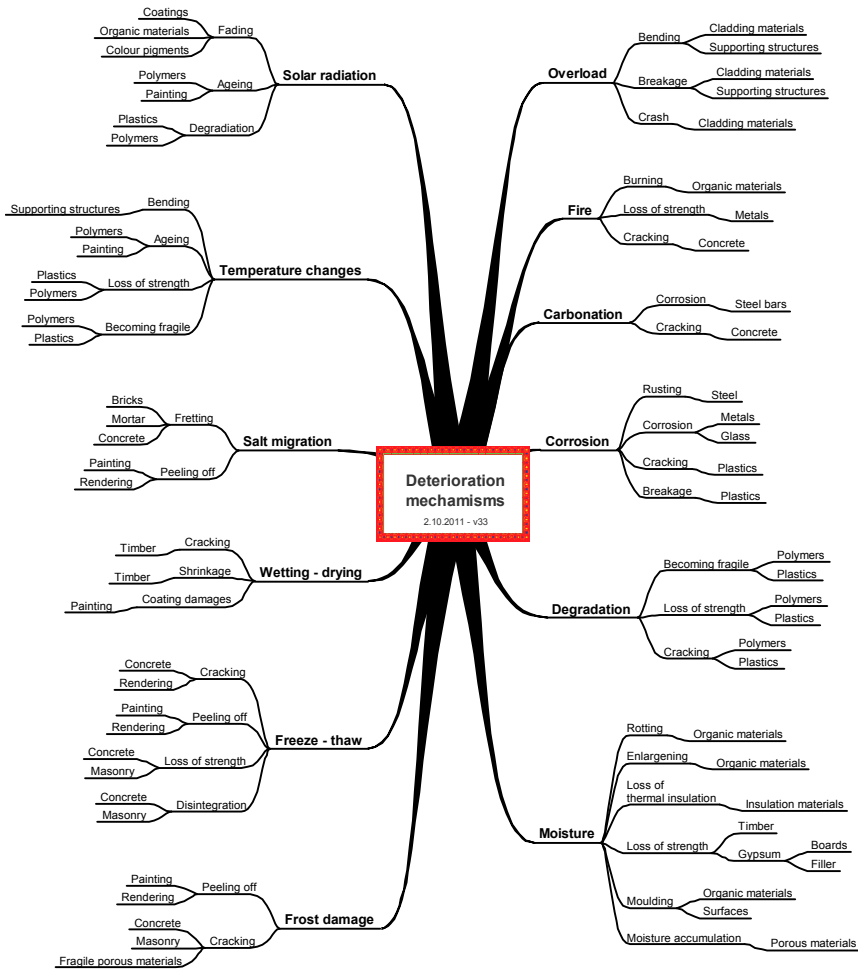 Deterioration
mechamisms
2.10.2011 - v33
Solar radiation
Fading
Coatings
Organic materials
Colour pigments
Ageing
Polymers
Painting
Degradiation
Plastics
Polymers
Temperature changes
Bending
Supporting structures
Ageing
Polymers
Painting
Loss of strength
Plastics
Polymers
Becoming fragile
Polymers
Plastics
Salt migration
Fretting
Bricks
Mortar
Concrete
Peeling off
Painting
Rendering
Wetting - drying
Cracking
Timber
Shrinkage
Timber
Coating damages
Painting
Freeze - thaw
Cracking
Concrete
Rendering
Peeling off
Painting
Rendering
Loss of strength
Concrete
Masonry
Disintegration
Concrete
Masonry
Frost damage
Peeling off
Painting
Rendering
Cracking
Concrete
Masonry
Fragile porous materials
Overload
Bending
Cladding materials
Supporting structures
Breakage
Cladding materials
Supporting structures
Crash
Cladding materials
Fire
Burning
Organic materials
Loss of strength
Metals
Cracking
Concrete
Carbonation
Corrosion
Steel bars
Cracking
Concrete
Corrosion
Rusting
Steel
Corrosion
Metals
Glass
Cracking
Plastics
Breakage
Plastics
Degradation
Becoming fragile
Polymers
Plastics
Loss of strength
Polymers
Plastics
Cracking
Polymers
Plastics
Moisture
Rotting
Organic materials
Enlargening
Organic materials
Loss of
thermal insulation
Insulation materials
Loss of strength
Timber
Gypsum
Boards
Filler
Moulding
Organic materials
Surfaces
Moisture accumulation
Porous materials